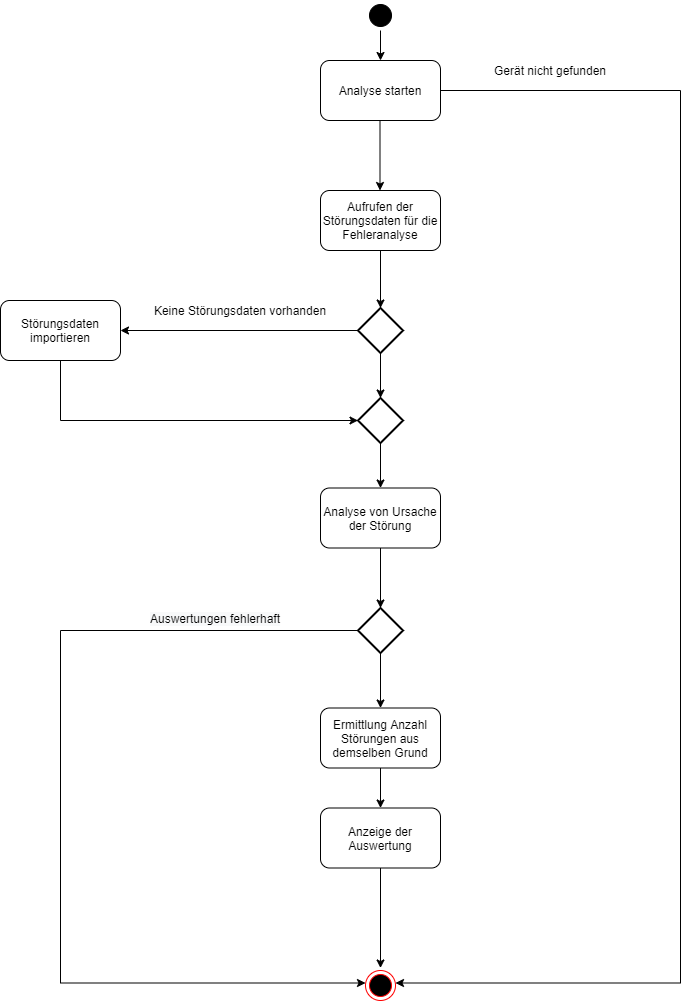 Gerät nicht gefunden
Analyse starten
Aufrufen der
Störungsdaten für die
Fehleranalyse
Keine Störungsdaten vorhanden
Störungsdaten
importieren
Analyse von Ursache
der Störung
Auswertungen fehlerhaft
Ermittlung Anzahl
Störungen aus
demselben Grund
Anzeige der
Auswertung